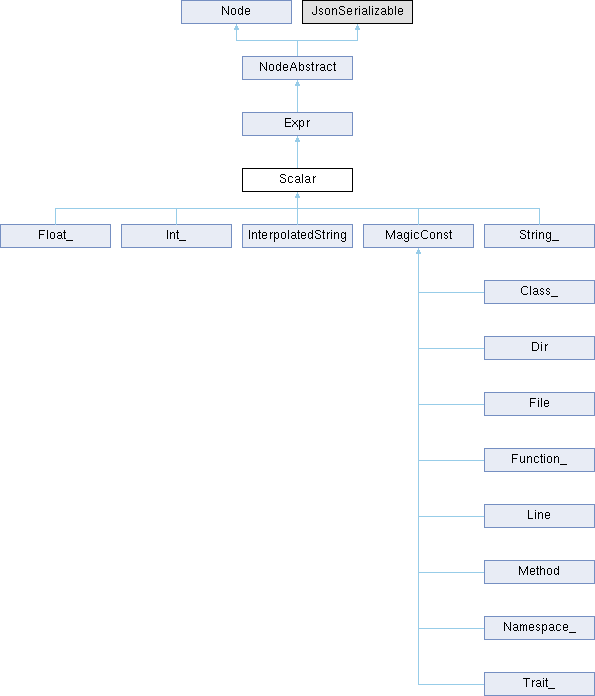 Node
JsonSerializable
NodeAbstract
Expr
Scalar
Float_
Int_
InterpolatedString
MagicConst
String_
Class_
Dir
File
Function_
Line
Method
Namespace_
Trait_